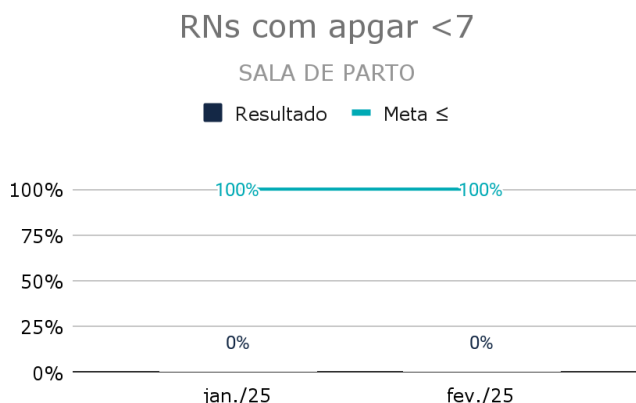 RNs com apgar <7
SALA DE PARTO
Resultado Meta ≤
100%
100% 100%
75%
50%
25%
0% 0%
0%
jan./25 fev./25